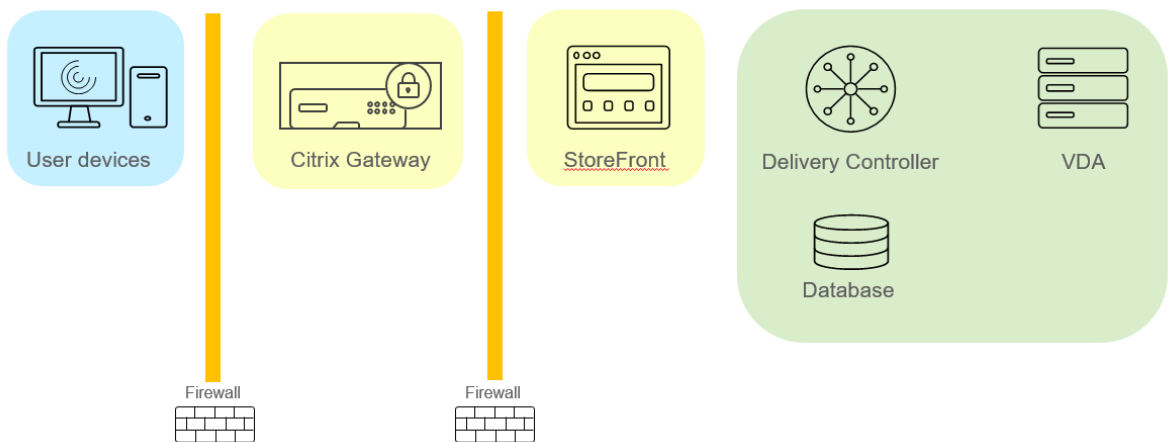 User devices
Citrix Gateway
StoreFront
Delivery Controller
VDA
Database
Firewall
Firewall